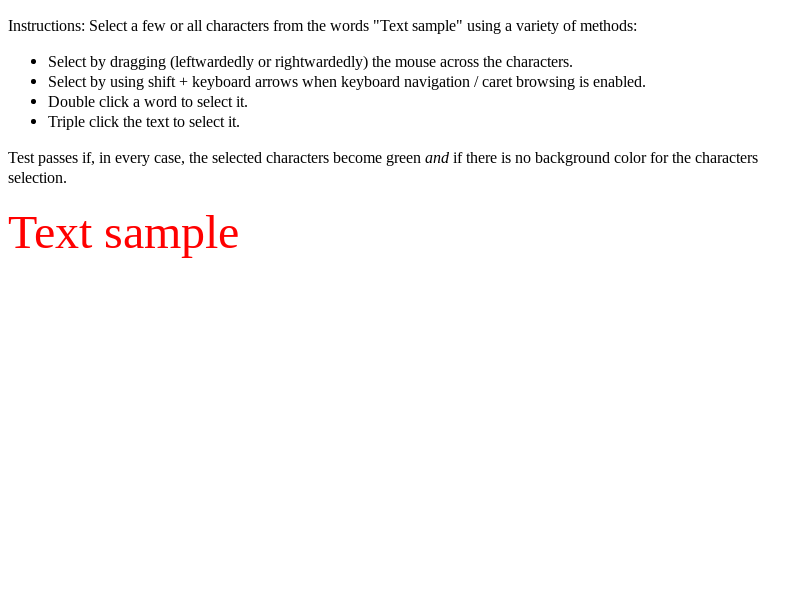 Instructions: Select a few or all characters from the words "Text sample" using a variety of methods:
Select by dragging (leftwardedly or rightwardedly) the mouse across the characters.
Select by using shift + keyboard arrows when keyboard navigation / caret browsing is enabled.
Double click a word to select it.
Triple click the text to select it.
Test passes if, in every case, the selected characters become green and if there is no background color for the characters
selection.
Text sample